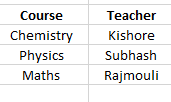 Course Teacher
Chemistry Kishore
Physics Subhash
Maths Rajmouli